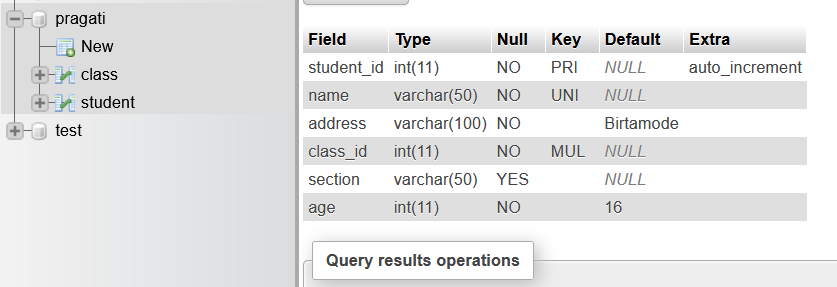 pragati
New
class
student
test
Field Type Null Key Default Extra
student_id int(11) NO PRI NULL auto_increment
name varchar(50) NO UNI NULL
address varchar(100) NO Birtamode
class_id int(11) NO MUL NULL
section varchar(50) YES NULL
age int(11) NO 16
Query results operations